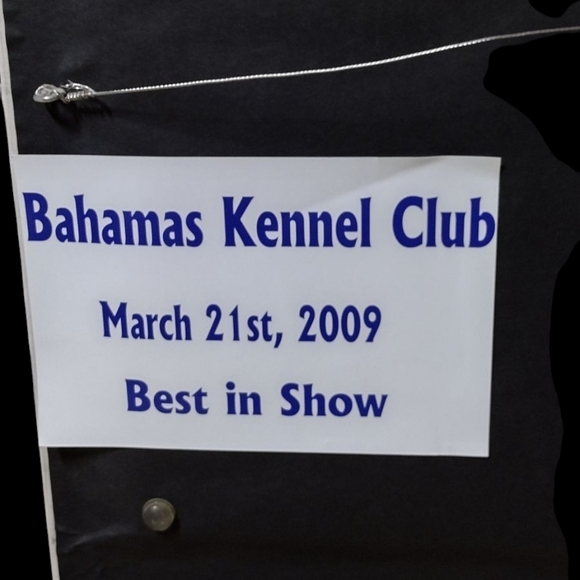 Bahamas Kennel Club
March 21st, 2009
Best in Show